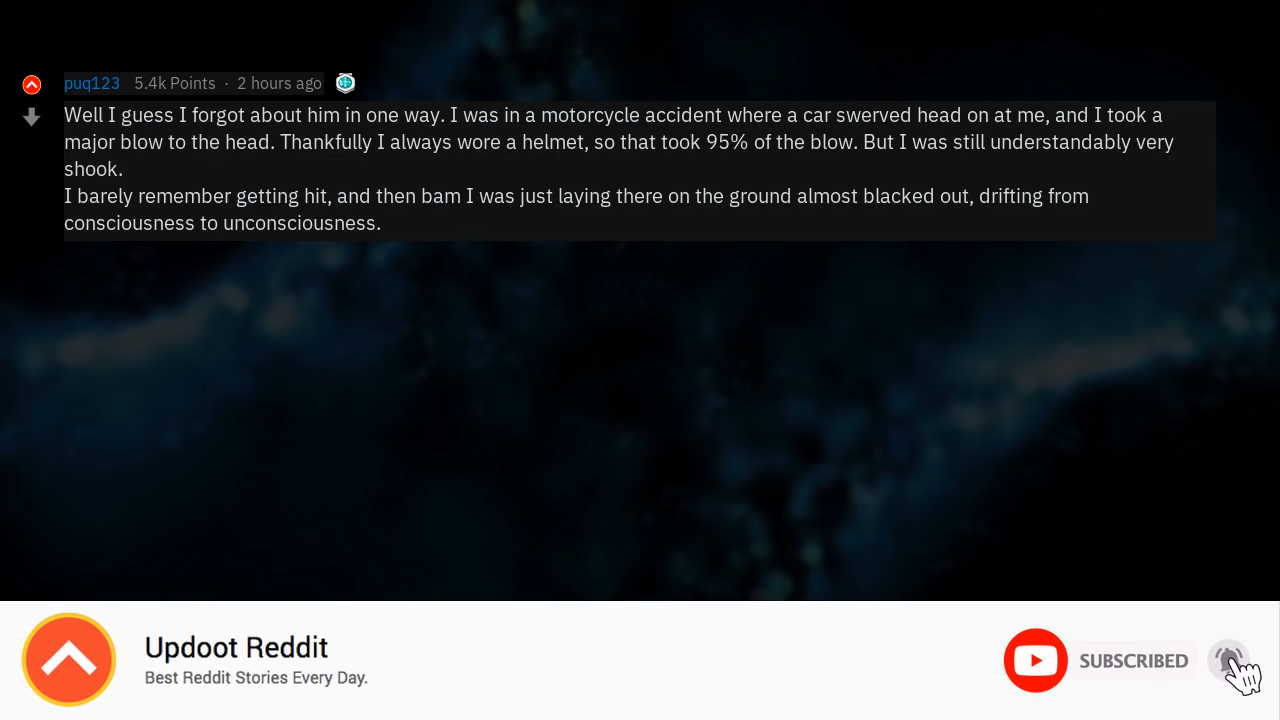 puq123 5.4k Points · 2 hours ago
Well I guess I forgot about him in one way. I was in a motorcycle accident where a car swerved head on at me, and I took a
major blow to the head. Thankfully I always wore a helmet, so that took 95% of the blow. But I was still understandably very
shook.
I barely remember getting hit, and then bam I was just laying there on the ground almost blacked out, drifting from
consciousness to unconsciousness.
Updoot Reddit
Best Reddit Stories Every Day.
SUBSCRIBED